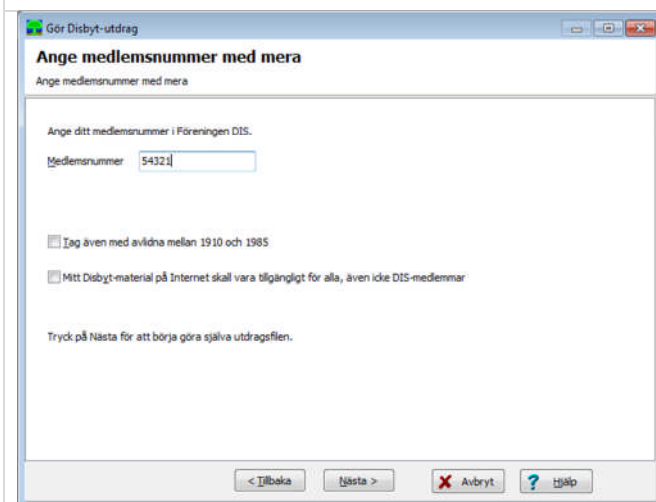 Gör Disbyt-utdrag
Ange medlemsnummer med mera
Ange medlemsnummer med mera
Ange ditt medlemsnummer i Föreningen DIS.
Medlemsnummer 54321
Tag även med avlidna mellan 1910 och 1985
Mitt Disbyt-material på Internet skall vara tillgängligt för alla, även icke DIS-medlemmar
Tryck på Nästa för att börja göra själva utdragsfilen.
< Tillbaka Nästa > Avbryt ? Hjälp